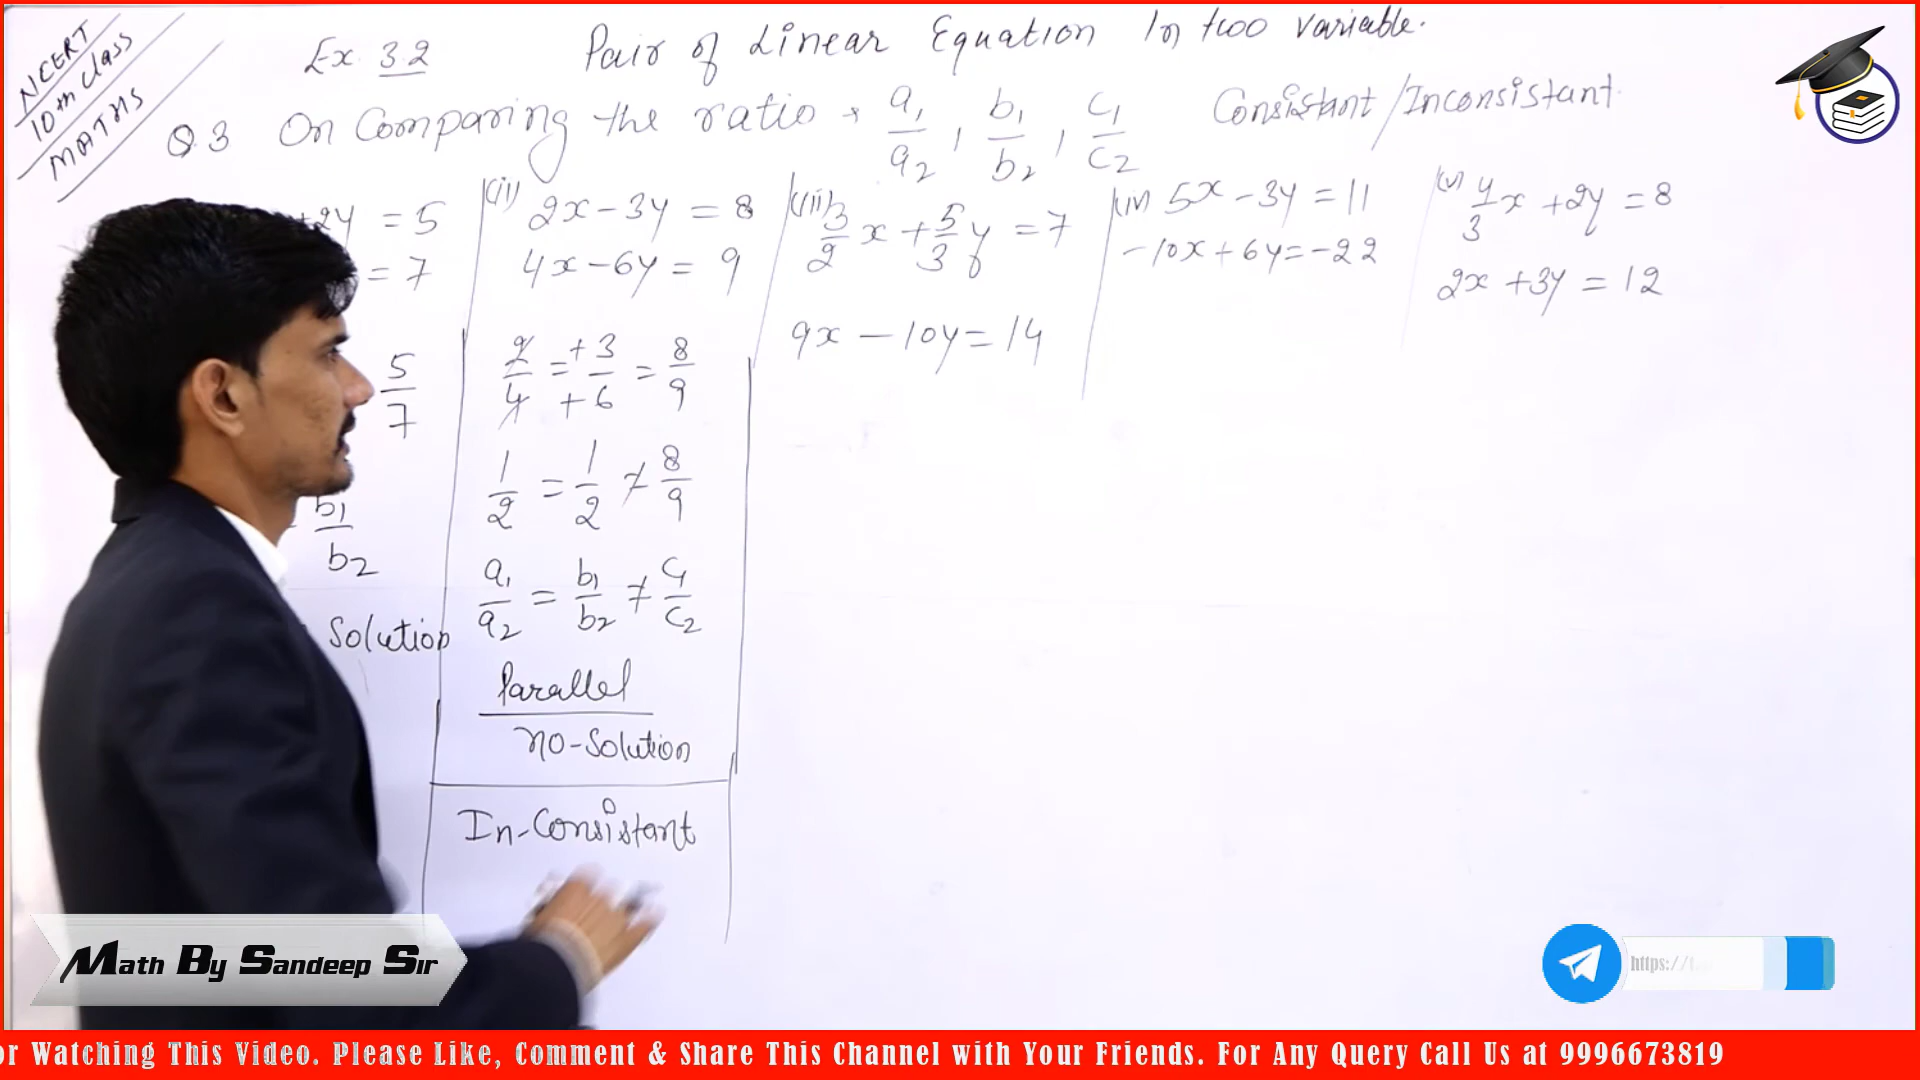 NCERT
10th Class
MATHS
Ex. 3.2
Pair of Linear Equation In two variable.
Q.3 On Comparing the ratio, a1/a2, b1/b2, c1/c2 Consistant/Inconsistant
+2y = 5
= 7
5/7
b1/b2
Solution
(ii) 2x - 3y = 8
4x - 6y = 9
2/4 = +3/+6 = 8/9
1/2 = 1/2 ≠ 8/9
a1/a2 = b1/b2 ≠ c1/c2
Parallel
no-Solution
In-Consistant
(iii) 3/2 x + 5/3 y = 7
9x - 10y = 14
(iv) 5x - 3y = 11
-10x + 6y = -22
(v) 4/3 x + 2y = 8
2x + 3y = 12
Math By Sandeep Sir
https://t
or Watching This Video. Please Like, Comment & Share This Channel with Your Friends. For Any Query Call Us at 9996673819